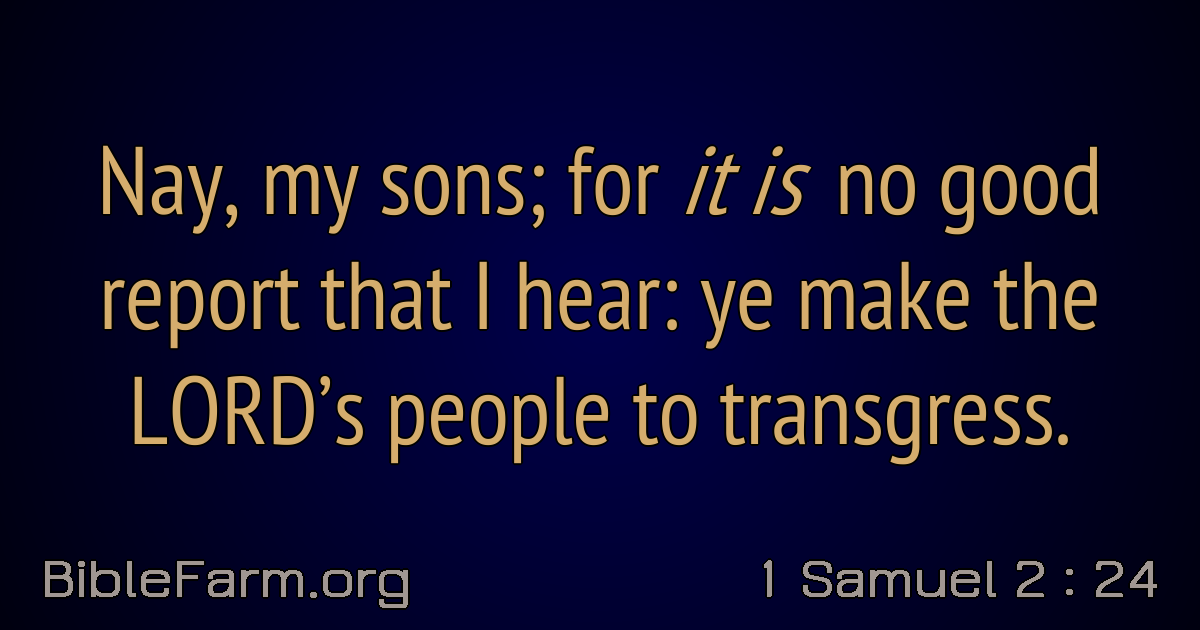 Nay, my sons; for it is no good
report that I hear: ye make the
LORD’s people to transgress.
BibleFarm.org
1 Samuel 2 : 24